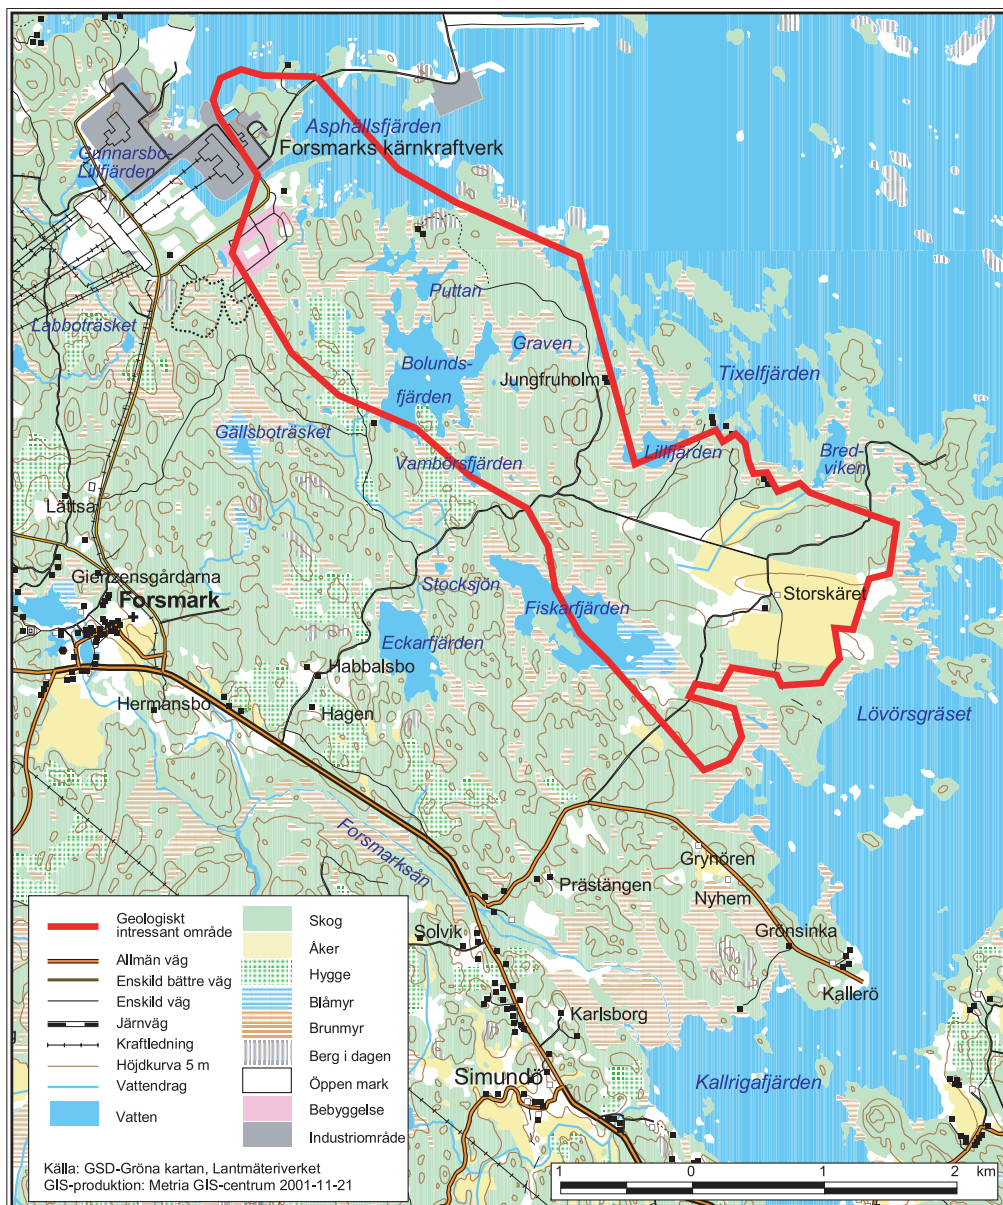 Asphällsfjärden
Forsmarks kärnkraftverk
Gunnarsbo-
Lillfjärden
Puttan
Labboträsket
Graven
Bolunds-
fjärden
Jungfruholm
Tixelfjärden
Gällsboträsket
Lillfjärden
Bred-
viken
Vambörsfjärden
Lättsa
Giertzensgårdarna
Forsmark
Stocksjön
Storskäret
Fiskarfjärden
Eckarfjärden
Habbalsbo
Hermansbo
Hagen
Lövörsgräset
Forsmarksån
Grynören
Prästängen
Nyhem
Grönsinka
Solvik
Kallerö
Karlsborg
Simundö
Kallrigafjärden
Geologiskt
intressant område
Allmän väg
Enskild bättre väg
Enskild väg
Järnväg
Kraftledning
Höjdkurva 5 m
Vattendrag
Vatten
Skog
Åker
Hygge
Blåmyr
Brunmyr
Berg i dagen
Öppen mark
Bebyggelse
Industriområde
Källa: GSD-Gröna kartan, Lantmäteriverket
GIS-produktion: Metria GIS-centrum 2001-11-21
1 0 1 2 km